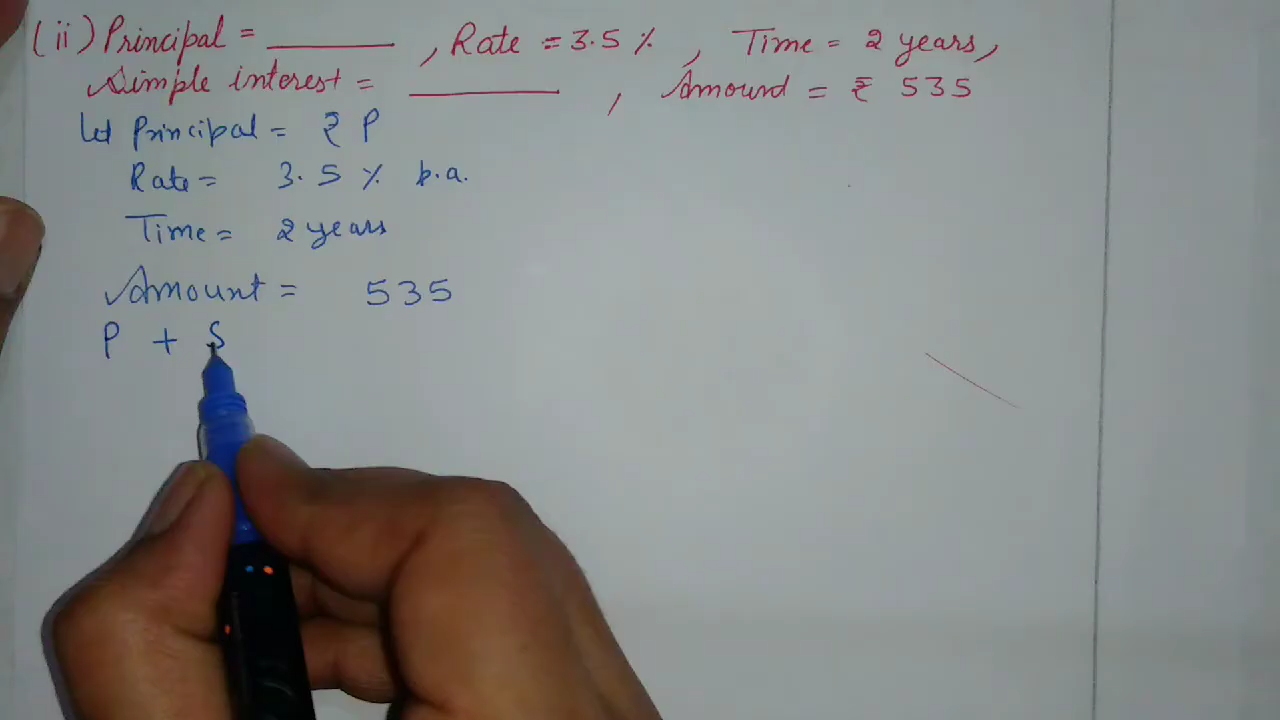 (ii) Principal = ________ , Rate = 3.5 % , Time = 2 years,
Simple interest = ________ , Amount = ₹ 535
Let Principal = ₹ P
Rate = 3.5 % p.a.
Time = 2 years
Amount = 535
P + S